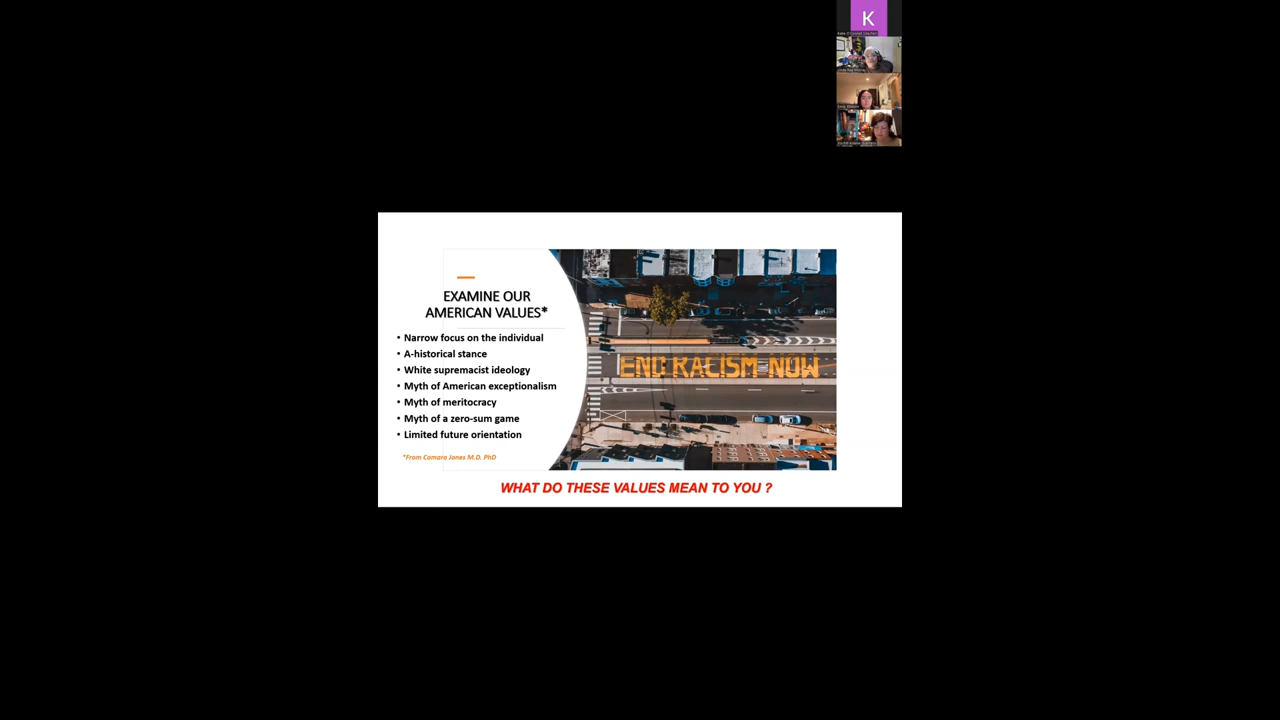 K
EXAMINE OUR
AMERICAN VALUES*
• Narrow focus on the individual
• A-historical stance
• White supremacist ideology
• Myth of American exceptionalism
• Myth of meritocracy
• Myth of a zero-sum game
• Limited future orientation
*From Camara Jones M.D. PhD
END RACISM NOW
WHAT DO THESE VALUES MEAN TO YOU ?